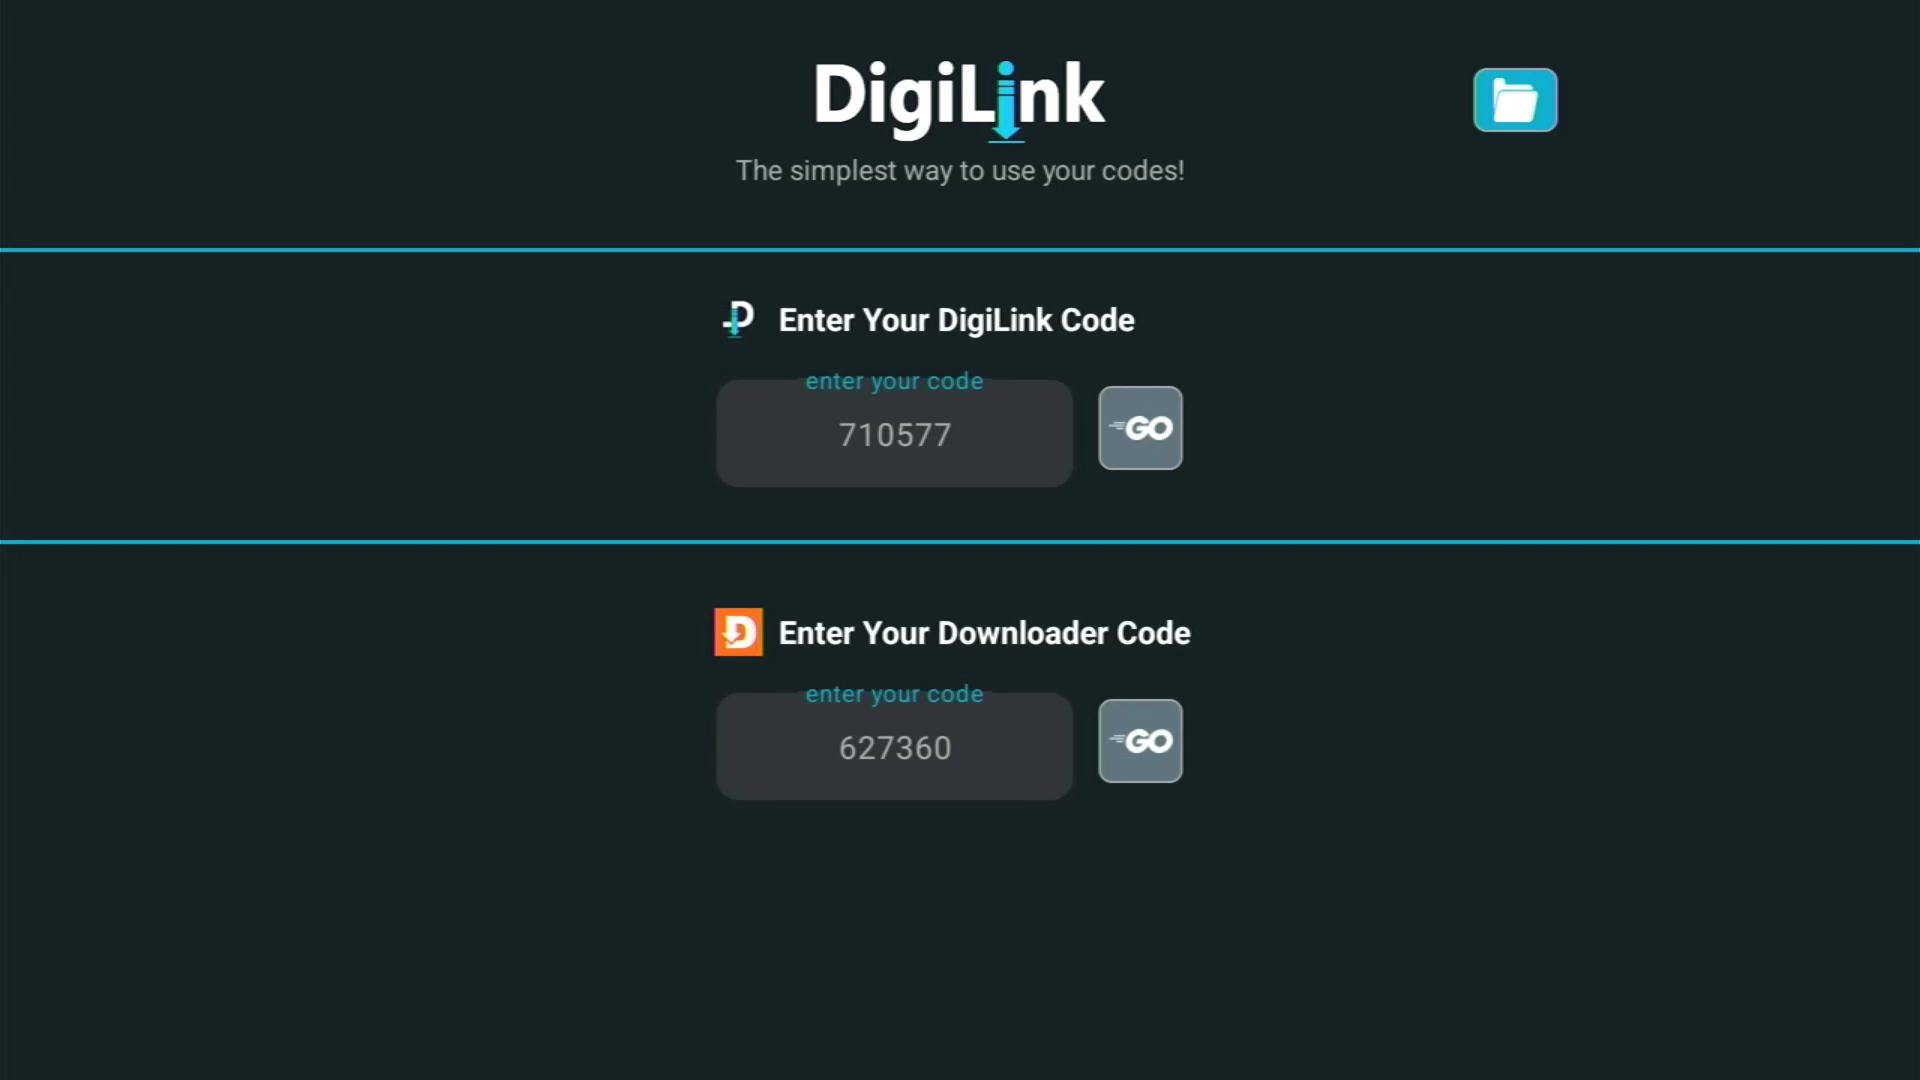 DigiLink
The simplest way to use your codes!
Enter Your DigiLink Code
enter your code
710577
GO
Enter Your Downloader Code
enter your code
627360
GO